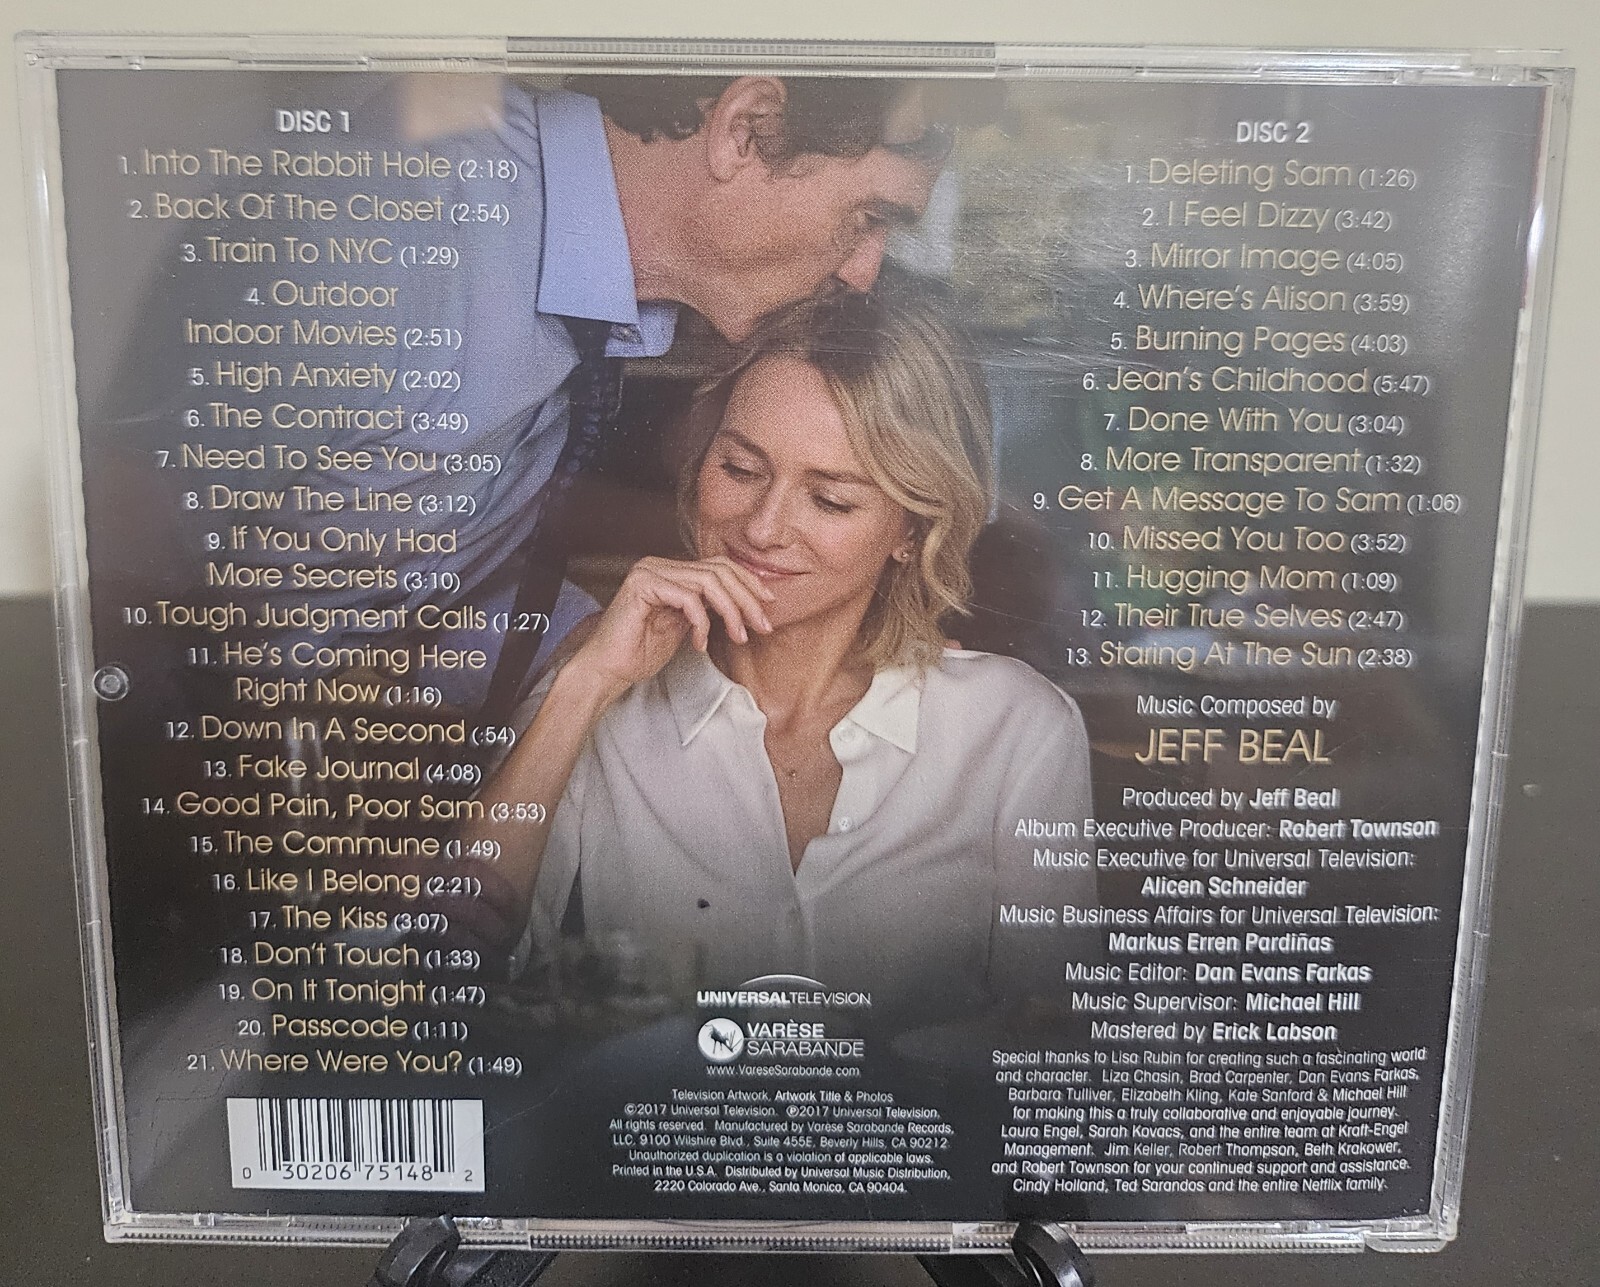 DISC 1
1. Into The Rabbit Hole (2:18)
2. Back Of The Closet (2:54)
3. Train To NYC (1:29)
4. Outdoor
Indoor Movies (2:51)
5. High Anxiety (2:02)
6. The Contract (3:49)
7. Need To See You (3:05)
8. Draw The Line (3:12)
9. If You Only Had
More Secrets (3:10)
10. Tough Judgment Calls (1:27)
11. He's Coming Here
Right Now (1:16)
12. Down In A Second (:54)
13. Fake Journal (4:08)
14. Good Pain, Poor Sam (3:53)
15. The Commune (1:49)
16. Like I Belong (2:21)
17. The Kiss (3:07)
18. Don't Touch (1:33)
19. On It Tonight (1:47)
20. Passcode (1:11)
21. Where Were You? (1:49)
0 30206 75148 2
UNIVERSAL TELEVISION
VARÈSE
SARABANDE
www.VareseSarabande.com
Television Artwork, Artwork Title & Photos
©2017 Universal Television. ℗2017 Universal Television.
All rights reserved. Manufactured by Varèse Sarabande Records,
LLC, 9100 Wilshire Blvd., Suite 455E, Beverly Hills, CA 90212
Unauthorized duplication is a violation of applicable laws.
Printed in the U.S.A. Distributed by Universal Music Distribution,
2220 Colorado Ave., Santa Monica, CA 90404.
DISC 2
1. Deleting Sam (1:26)
2. I Feel Dizzy (3:42)
3. Mirror Image (4:05)
4. Where's Alison (3:59)
5. Burning Pages (4:03)
6. Jean's Childhood (5:47)
7. Done With You (3:04)
8. More Transparent (1:32)
9. Get A Message To Sam (1:06)
10. Missed You Too (3:52)
11. Hugging Mom (1:09)
12. Their True Selves (2:47)
13. Staring At The Sun (2:38)
Music Composed by
JEFF BEAL
Produced by Jeff Beal
Album Executive Producer: Robert Townson
Music Executive for Universal Television:
Alicen Schneider
Music Business Affairs for Universal Television:
Markus Erren Pardiñas
Music Editor: Dan Evans Farkas
Music Supervisor: Michael Hill
Mastered by Erick Labson
Special thanks to Lisa Rubin for creating such a fascinating world
and character. Liza Chasin, Brad Carpenter, Dan Evans Farkas,
Barbara Tulliver, Elizabeth Kling, Kate Sanford & Michael Hill
for making this a truly collaborative and enjoyable journey.
Laura Engel, Sarah Kovacs, and the entire team at Kraft-Engel
Management. Jim Keller, Robert Thompson, Beth Krakower,
and Robert Townson for your continued support and assistance.
Cindy Holland, Ted Sarandos and the entire Netflix family.